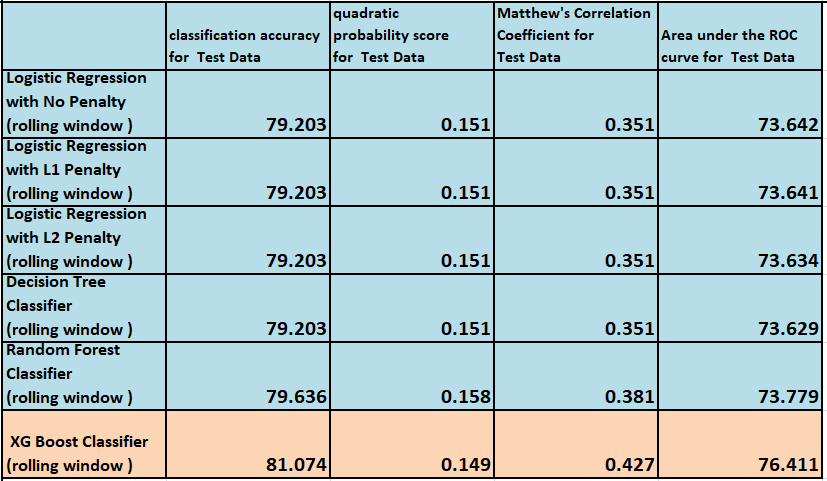 classification accuracy
for Test Data
quadratic
probability score
for Test Data
Matthew's Correlation
Coefficient for
Test Data
Area under the ROC
curve for Test Data
Logistic Regression
with No Penalty
(rolling window )
79.203
0.151
0.351
73.642
Logistic Regression
with L1 Penalty
(rolling window )
79.203
0.151
0.351
73.641
Logistic Regression
with L2 Penalty
(rolling window )
79.203
0.151
0.351
73.634
Decision Tree
Classifier
(rolling window )
79.203
0.151
0.351
73.629
Random Forest
Classifier
(rolling window )
79.636
0.158
0.381
73.779
XG Boost Classifier
(rolling window )
81.074
0.149
0.427
76.411